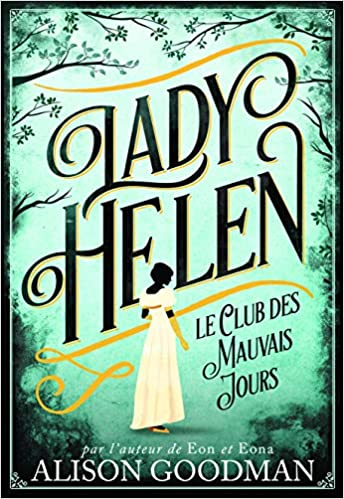 LADY
HELEN
LE CLUB DES
MAUVAIS
JOURS
par l'auteur de Eon et Eona
ALISON GOODMAN